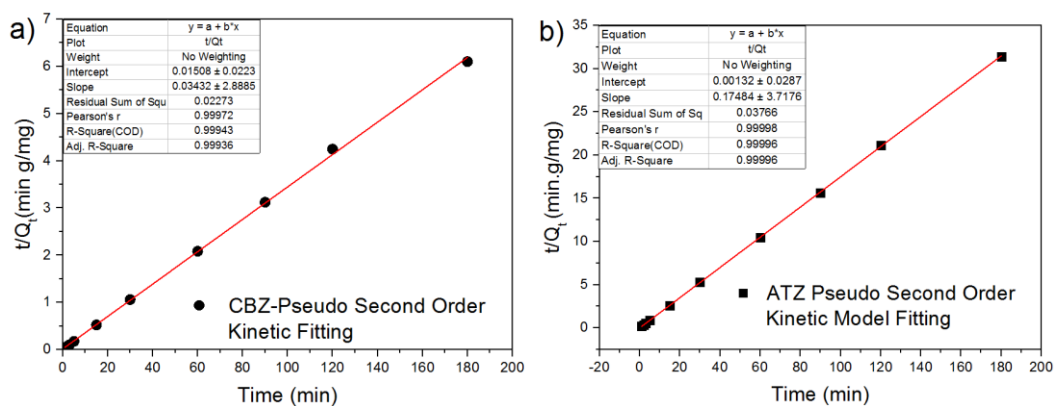 a)
Equation y = a + b*x
Plot t/Qt
Weight No Weighting
Intercept 0.01508 ± 0.0223
Slope 0.03432 ± 2.8885
Residual Sum of Squ 0.02273
Pearson's r 0.99972
R-Square(COD) 0.99943
Adj. R-Square 0.99936
7
6
5
4
3
2
1
0
t/Qt(min g/mg)
CBZ-Pseudo Second Order
Kinetic Fitting
0 20 40 60 80 100 120 140 160 180 200
Time (min)
b)
Equation y = a + b*x
Plot t/Qt
Weight No Weighting
Intercept 0.00132 ± 0.0287
Slope 0.17484 ± 3.7176
Residual Sum of Sq 0.03766
Pearson's r 0.99998
R-Square(COD) 0.99996
Adj. R-Square 0.99996
35
30
25
20
15
10
5
0
t/Qt (min.g/mg)
ATZ Pseudo Second Order
Kinetic Model Fitting
-20 0 20 40 60 80 100 120 140 160 180 200
Time (min)